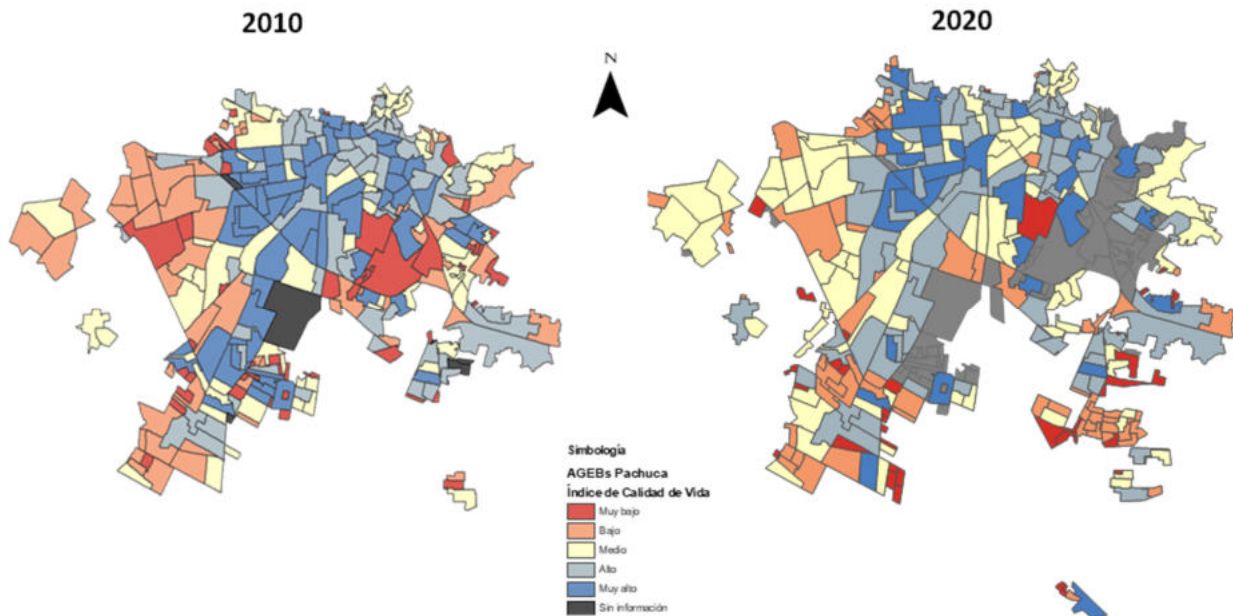 2010
2020
N
Simbología
AGEBs Pachuca
Índice de Calidad de Vida
Muy bajo
Bajo
Medio
Alto
Muy alto
Sin información